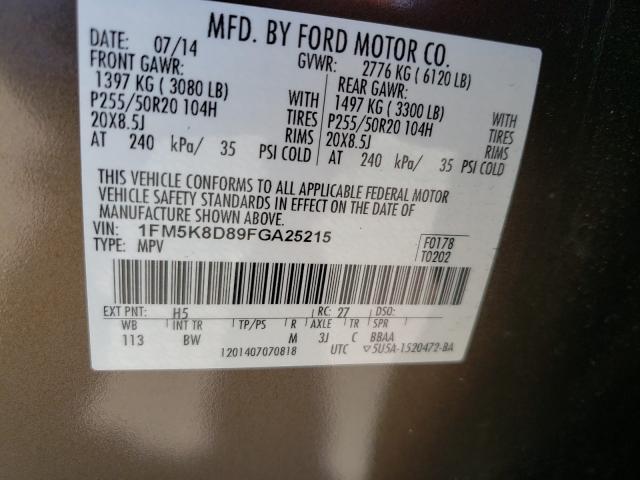 MFD. BY FORD MOTOR CO.
DATE: 07/14 GVWR: 2776 KG ( 6120 LB)
FRONT GAWR: REAR GAWR:
1397 KG ( 3080 LB) WITH 1497 KG ( 3300 LB) WITH
P255/50R20 104H TIRES P255/50R20 104H TIRES
20X8.5J RIMS 20X8.5J RIMS
AT 240 kPa/ 35 PSI COLD AT 240 kPa/ 35 PSI COLD
THIS VEHICLE CONFORMS TO ALL APPLICABLE FEDERAL MOTOR
VEHICLE SAFETY STANDARDS IN EFFECT ON THE DATE OF
MANUFACTURE SHOWN ABOVE.
VIN: 1FM5K8D89FGA25215 F0178
TYPE: MPV T0202
EXT PNT: H5 RC: 27 DSO:
WB INT TR TP/PS R AXLE TR SPR
113 BW M 3J C BBAA
1201407070818 UTC ▽5U5A-1520472-BA